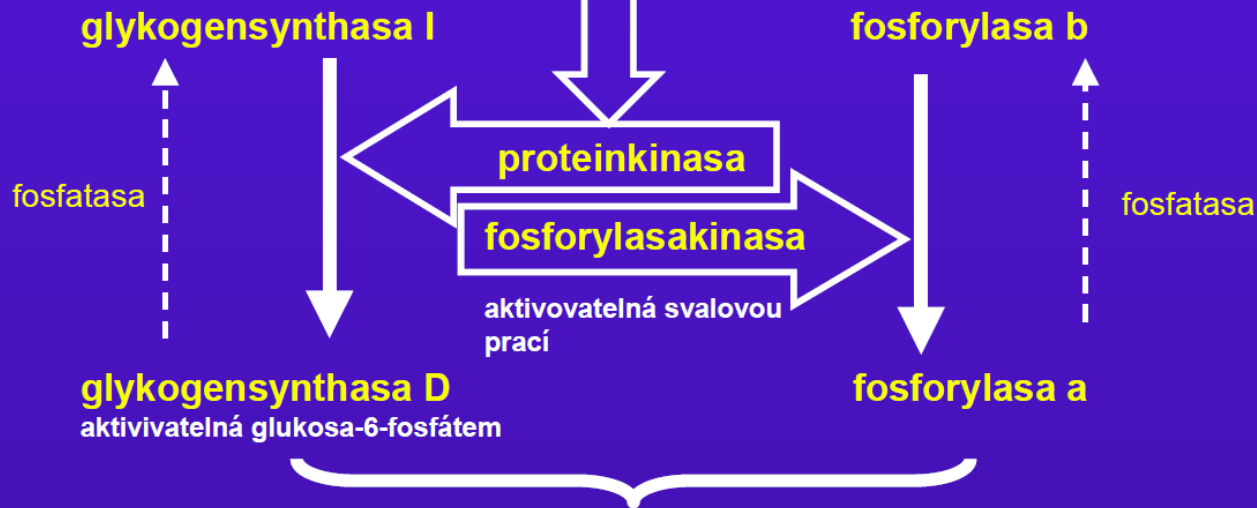 glykogensynthasa I
fosforylasa b
proteinkinasa
fosfatasa
fosfatasa
fosforylasakinasa
aktivovatelná svalovou
prací
glykogensynthasa D
fosforylasa a
aktivivatelná glukosa-6-fosfátem